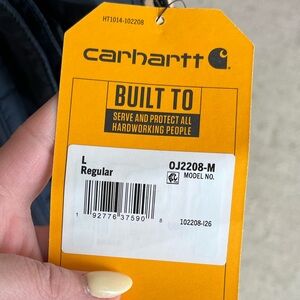 HT1014-102208
carhartt
BUILT TO
SERVE AND PROTECT ALL
HARDWORKING PEOPLE
L
Regular
OJ2208-M
MODEL NO.
1 92776 37590 8
102208-I26